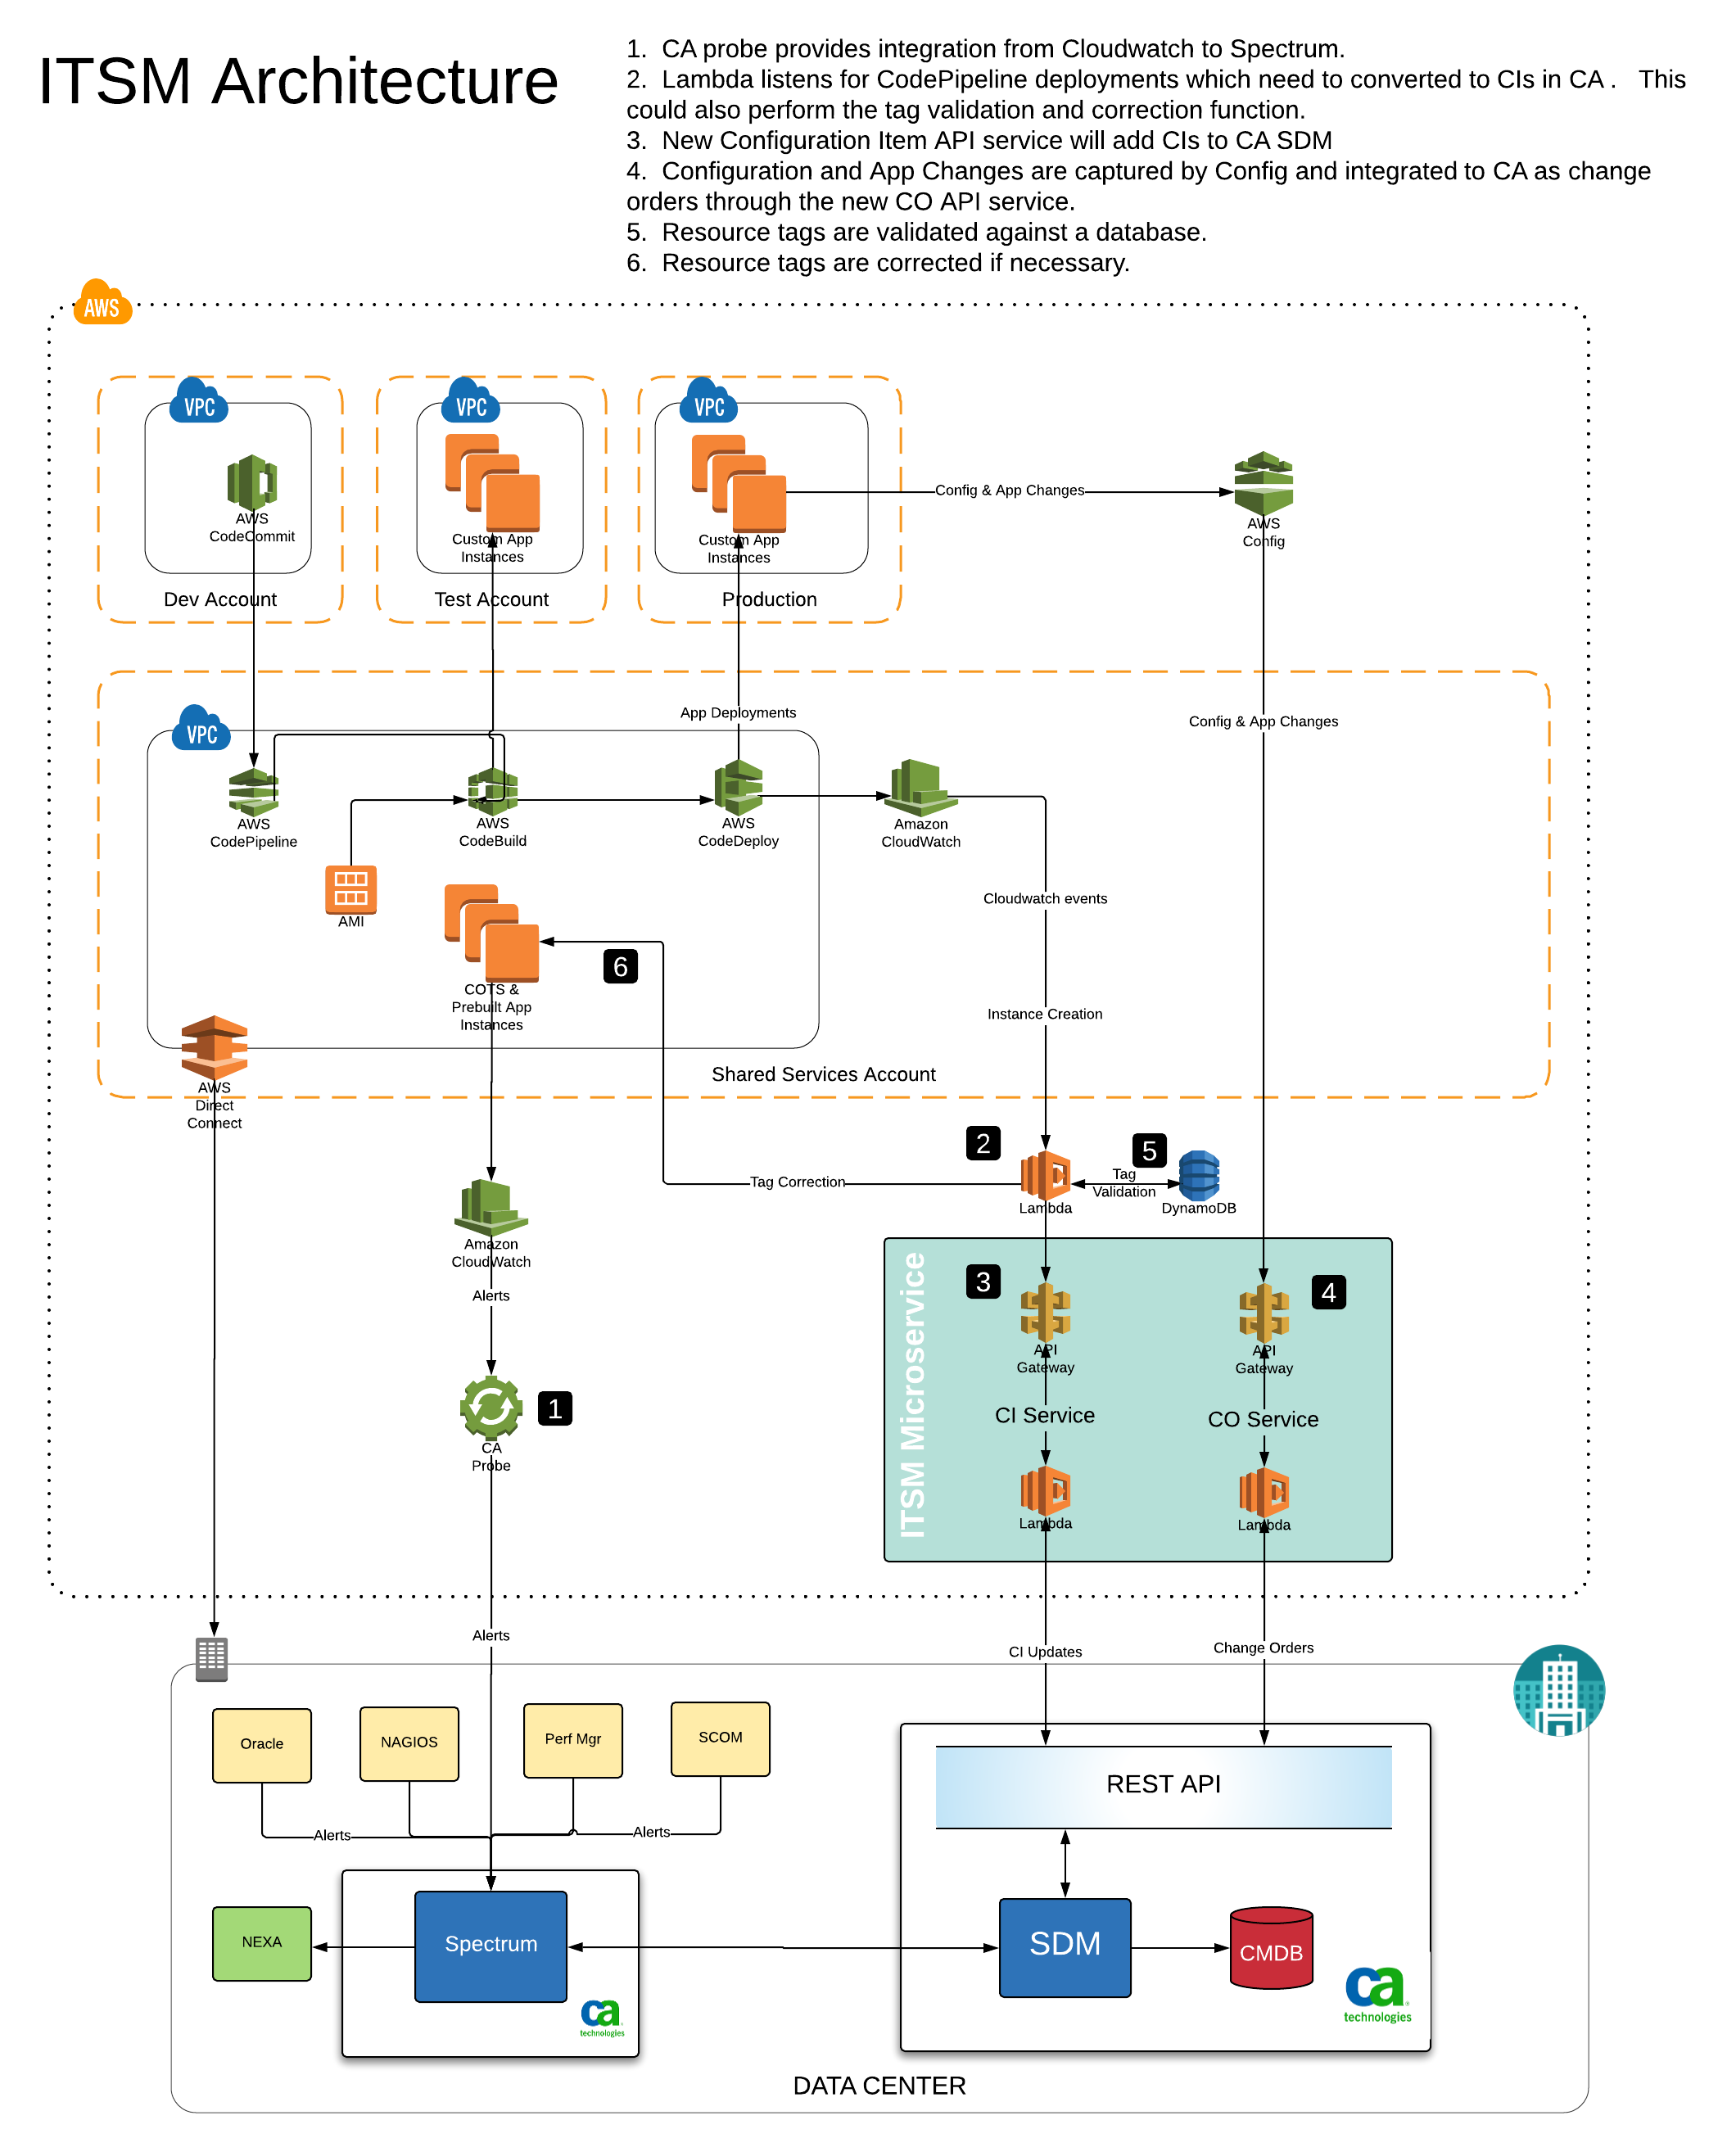 ITSM Architecture
1. CA probe provides integration from Cloudwatch to Spectrum.
2. Lambda listens for CodePipeline deployments which need to converted to CIs in CA . This
could also perform the tag validation and correction function.
3. New Configuration Item API service will add CIs to CA SDM
4. Configuration and App Changes are captured by Config and integrated to CA as change
orders through the new CO API service.
5. Resource tags are validated against a database.
6. Resource tags are corrected if necessary.
AWS
VPC
VPC
VPC
AWS
CodeCommit
Custom App
Instances
Custom App
Instances
Config & App Changes
AWS
Config
Dev Account
Test Account
Production
App Deployments
Config & App Changes
VPC
AWS
CodePipeline
AWS
CodeBuild
AWS
CodeDeploy
Amazon
CloudWatch
AMI
Cloudwatch events
6
COTS &
Prebuilt App
Instances
Instance Creation
Shared Services Account
AWS
Direct
Connect
2
5
Tag
Validation
Tag Correction
Lambda
DynamoDB
Amazon
CloudWatch
Alerts
ITSM Microservice
3
4
API
Gateway
API
Gateway
1
CI Service
CO Service
CA
Probe
Lambda
Lambda
Alerts
CI Updates
Change Orders
Oracle
NAGIOS
Perf Mgr
SCOM
REST API
Alerts
Alerts
NEXA
Spectrum
SDM
CMDB
ca
technologies
ca
technologies
DATA CENTER